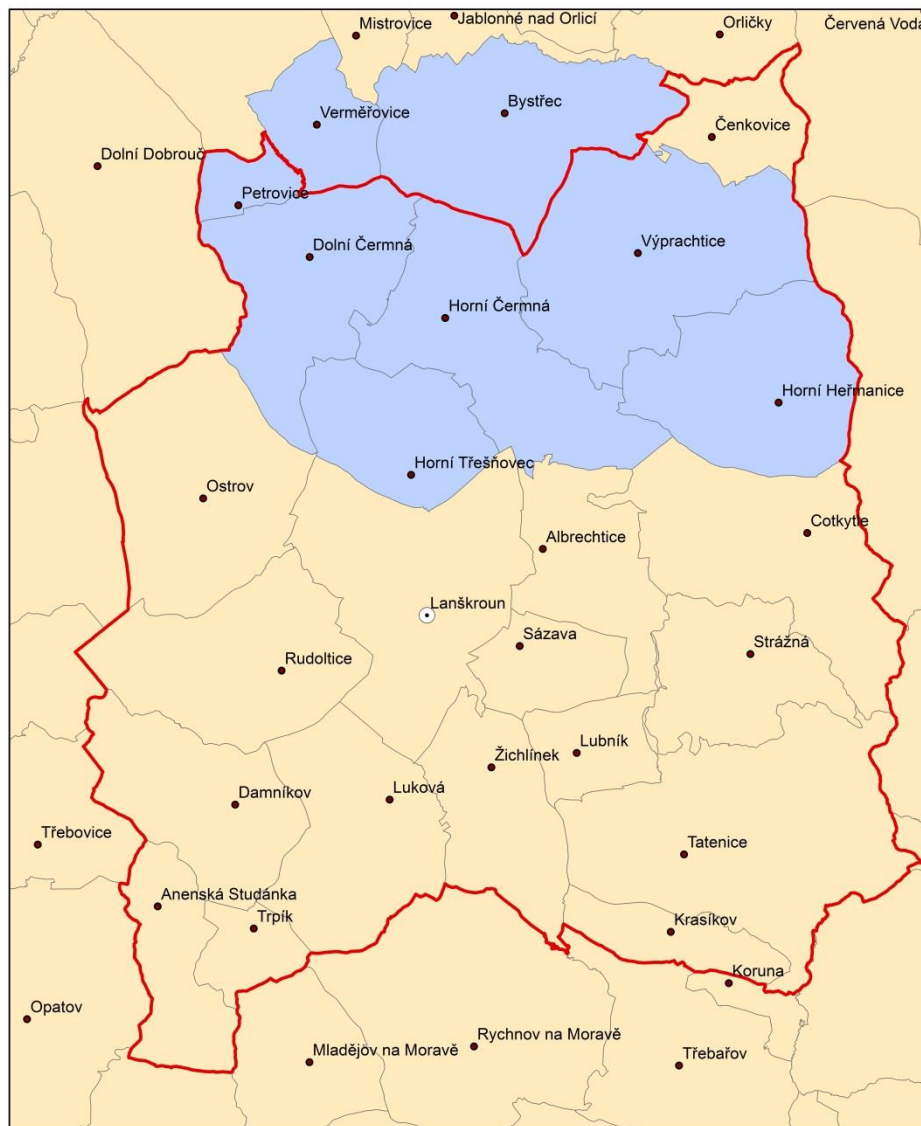 Jablonné nad Orlicí
Mistrovice
Orličky
Červená Voda
Bystřec
Verměřovice
Čenkovice
Dolní Dobrouč
Petrovice
Dolní Čermná
Výprachtice
Horní Čermná
Horní Heřmanice
Horní Třešňovec
Ostrov
Cotkytle
Albrechtice
Lanškroun
Sázava
Strážná
Rudoltice
Lubník
Žichlínek
Damníkov
Luková
Třebovice
Tatenice
Anenská Studánka
Trpík
Krasíkov
Koruna
Opatov
Rychnov na Moravě
Mladějov na Moravě
Třebařov